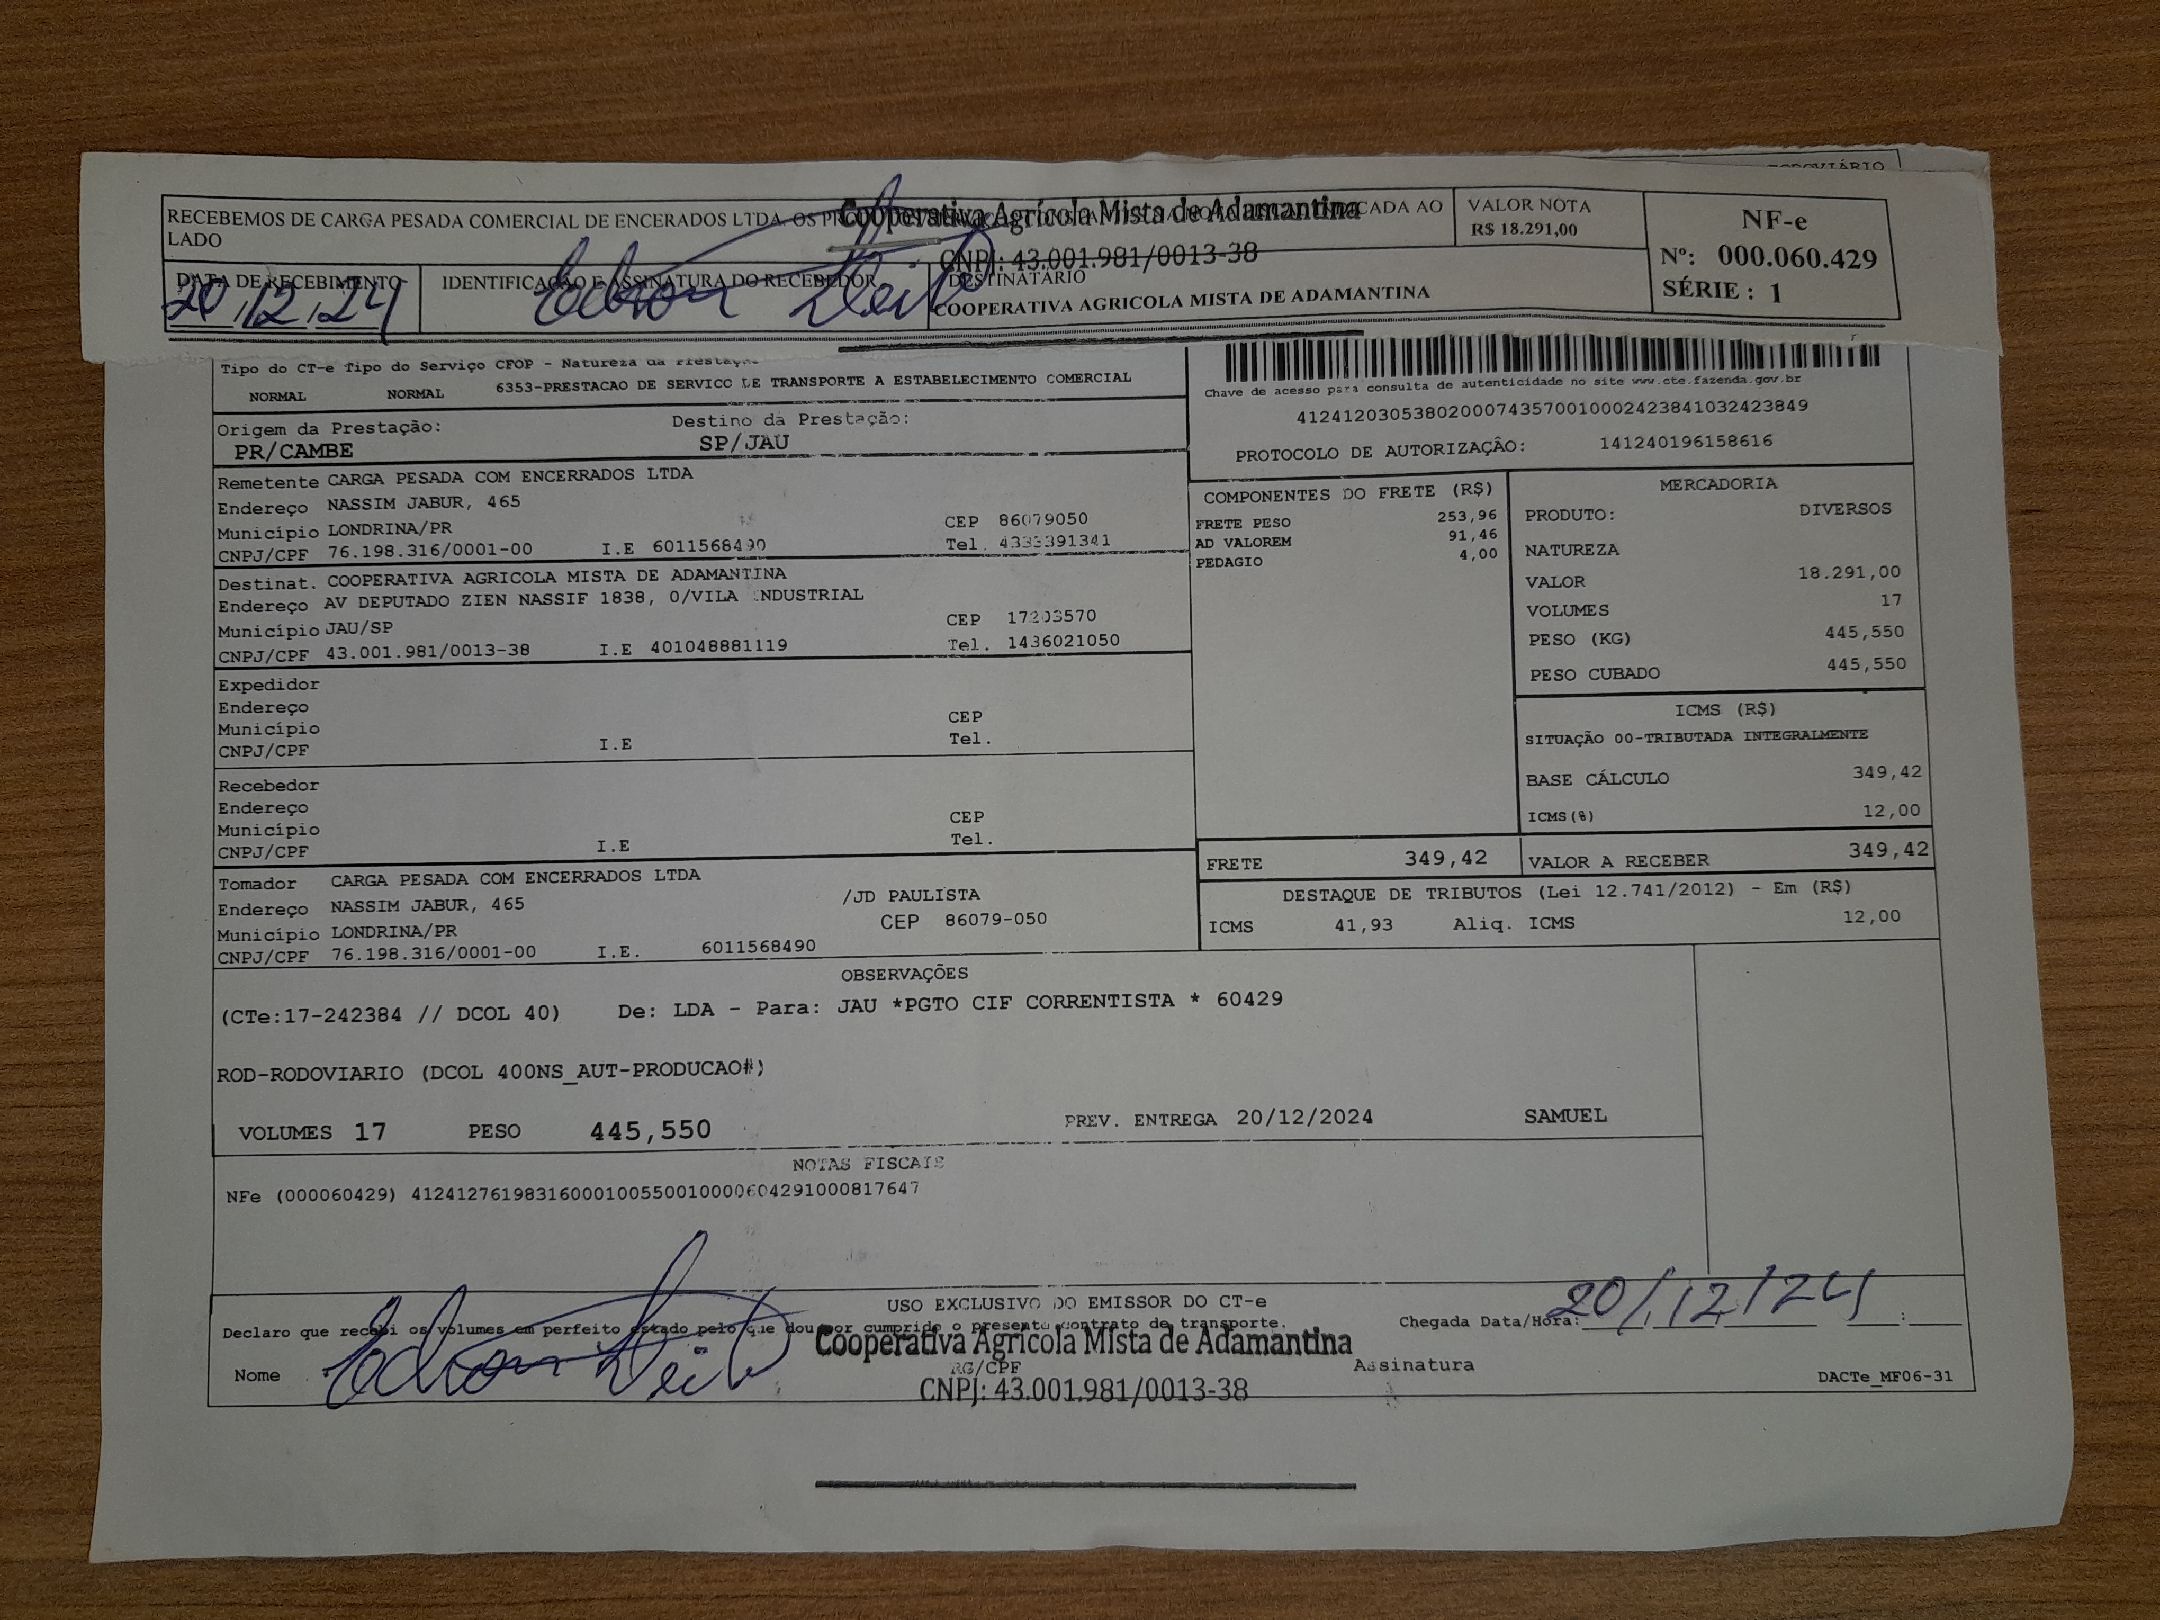 RODOVIÁRIO
RECEBEMOS DE CARGA PESADA COMERCIAL DE ENCERADOS LTDA. OS CADA AO
LADO
Cooperativa Agrícola Mista de Adamantina
CNPJ: 43.001.981/0013-38
VALOR NOTA
R$ 18.291,00
NF-e
Nº: 000.060.429
SÉRIE : 1
DATA DE RECEBIMENTO
20/12/24
IDENTIFICAÇÃO E ASSINATURA DO RECEBEDOR
DESTINATÁRIO
COOPERATIVA AGRICOLA MISTA DE ADAMANTINA
Tipo do CT-e Tipo do Serviço CFOP - Natureza da Prestação
NORMAL NORMAL 6353-PRESTACAO DE SERVICO DE TRANSPORTE A ESTABELECIMENTO COMERCIAL
Chave de acesso para consulta de autenticidade no site www.cte.fazenda.gov.br
41241203053802000743570010002423841032423849
PROTOCOLO DE AUTORIZAÇÃO: 141240196158616
Origem da Prestação: Destino da Prestação:
PR/CAMBE SP/JAU
Remetente CARGA PESADA COM ENCERRADOS LTDA
Endereço NASSIM JABUR, 465
Município LONDRINA/PR CEP 86079050
CNPJ/CPF 76.198.316/0001-00 I.E 6011568490 Tel. 4333391341
Destinat. COOPERATIVA AGRICOLA MISTA DE ADAMANTINA
Endereço AV DEPUTADO ZIEN NASSIF 1838, 0/VILA INDUSTRIAL
Município JAU/SP CEP 17203570
CNPJ/CPF 43.001.981/0013-38 I.E 401048881119 Tel. 1436021050
Expedidor
Endereço
Município CEP
CNPJ/CPF I.E Tel.
Recebedor
Endereço
Município CEP
CNPJ/CPF I.E Tel.
Tomador CARGA PESADA COM ENCERRADOS LTDA
Endereço NASSIM JABUR, 465 /JD PAULISTA
Município LONDRINA/PR CEP 86079-050
CNPJ/CPF 76.198.316/0001-00 I.E. 6011568490
COMPONENTES DO FRETE (R$)
FRETE PESO 253,96
AD VALOREM 91,46
PEDAGIO 4,00
MERCADORIA
PRODUTO: DIVERSOS
NATUREZA
VALOR 18.291,00
VOLUMES 17
PESO (KG) 445,550
PESO CUBADO 445,550
ICMS (R$)
SITUAÇÃO 00-TRIBUTADA INTEGRALMENTE
BASE CÁLCULO 349,42
ICMS(%) 12,00
FRETE 349,42 VALOR A RECEBER 349,42
DESTAQUE DE TRIBUTOS (Lei 12.741/2012) - Em (R$)
ICMS 41,93 Aliq. ICMS 12,00
OBSERVAÇÕES
(CTe:17-242384 // DCOL 40) De: LDA - Para: JAU *PGTO CIF CORRENTISTA * 60429
ROD-RODOVIARIO (DCOL 400NS_AUT-PRODUCAO#)
VOLUMES 17 PESO 445,550 PREV. ENTREGA 20/12/2024 SAMUEL
NOTAS FISCAIS
NFe (000060429) 41241276198316000100550010000604291000817647
USO EXCLUSIVO DO EMISSOR DO CT-e
Declaro que recebi os volumes em perfeito estado pelo que dou por cumprido o presente contrato de transporte.
Chegada Data/Hora: 20/12/24 :
Cooperativa Agrícola Mista de Adamantina
Nome RG/CPF Assinatura
CNPJ: 43.001.981/0013-38
DACTe_MF06-31